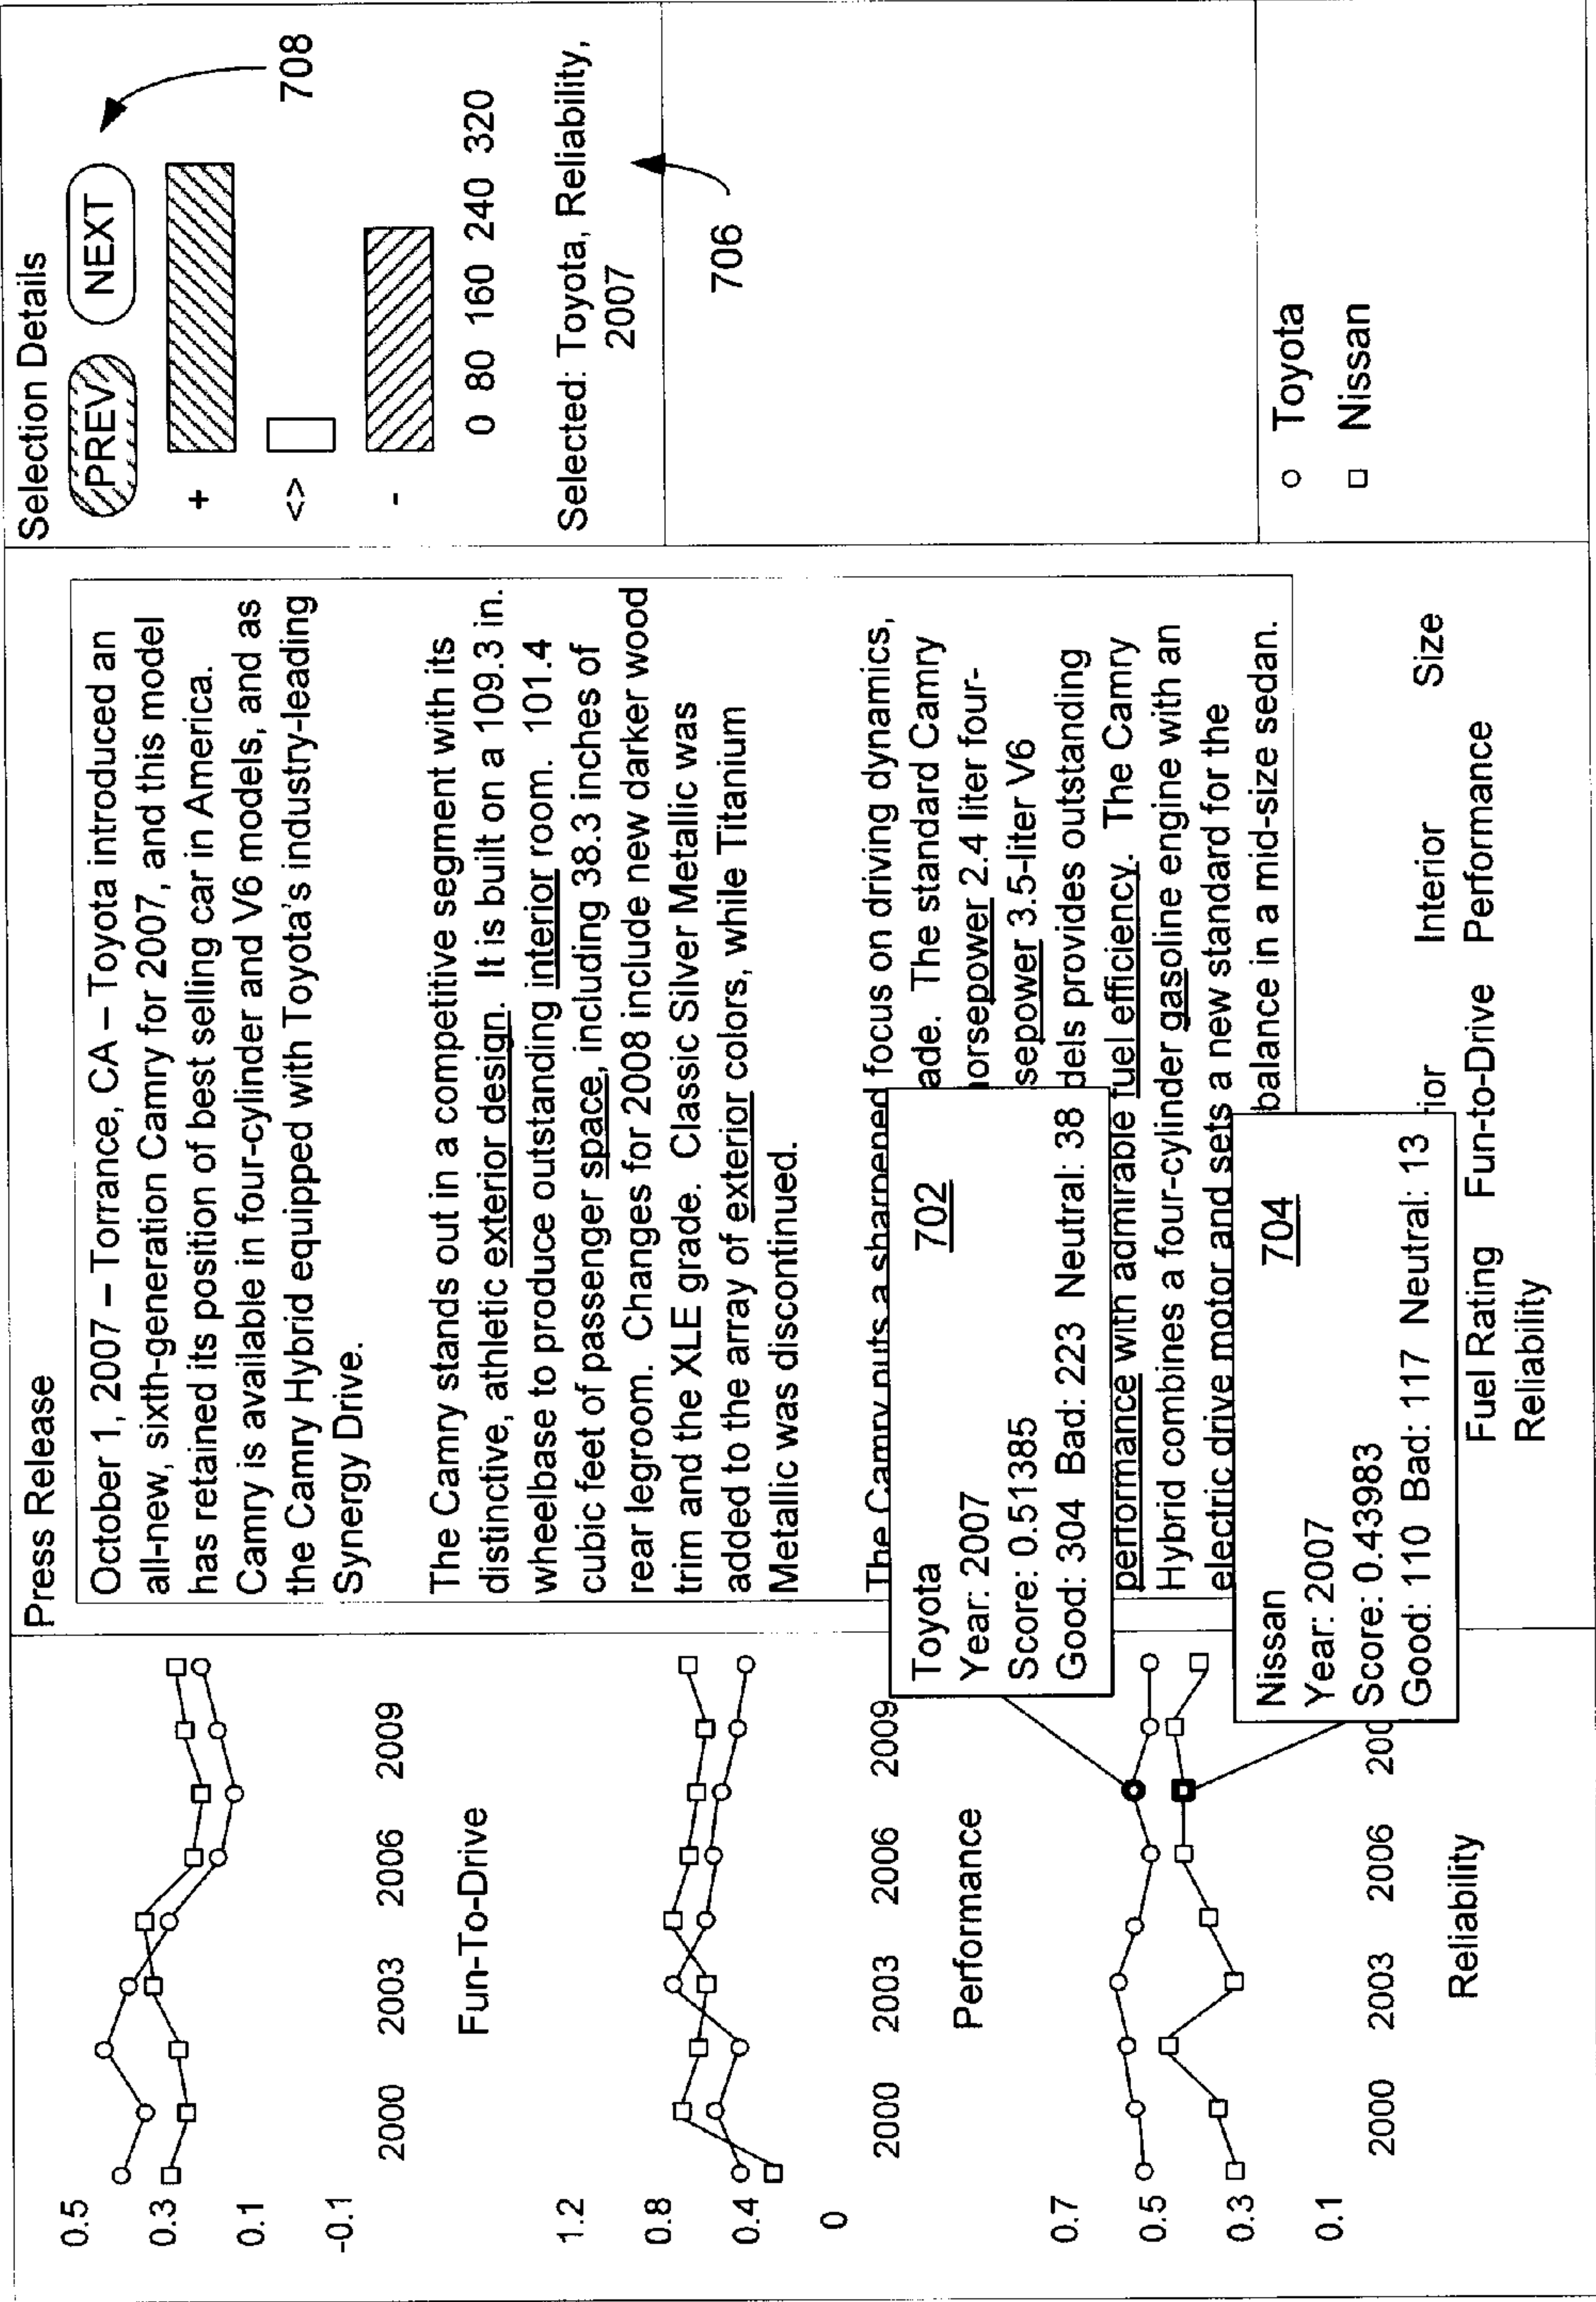 0.5
0.3
0.1
-0.1
2000 2003 2006 2009
Fun-To-Drive
1.2
0.8
0.4
0
2000 2003 2006 2009
Performance
0.7
0.5
0.3
0.1
2000 2003 2006 200
Reliability
Press Release
October 1, 2007 – Torrance, CA – Toyota introduced an
all-new, sixth-generation Camry for 2007, and this model
has retained its position of best selling car in America.
Camry is available in four-cylinder and V6 models, and as
the Camry Hybrid equipped with Toyota's industry-leading
Synergy Drive.
The Camry stands out in a competitive segment with its
distinctive, athletic exterior design. It is built on a 109.3 in.
wheelbase to produce outstanding interior room. 101.4
cubic feet of passenger space, including 38.3 inches of
rear legroom. Changes for 2008 include new darker wood
trim and the XLE grade. Classic Silver Metallic was
added to the array of exterior colors, while Titanium
Metallic was discontinued.
The Camry puts a sharpened focus on driving dynamics,
ade. The standard Camry
horsepower 2.4 liter four-
sepower 3.5-liter V6
dels provides outstanding
performance with admirable fuel efficiency. The Camry
Hybrid combines a four-cylinder gasoline engine with an
electric drive motor and sets a new standard for the
balance in a mid-size sedan.
Toyota 702
Year: 2007
Score: 0.51385
Good: 304 Bad: 223 Neutral: 38
Nissan 704
Year: 2007
Score: 0.43983
Good: 110 Bad: 117 Neutral: 13
rior Interior Size
Fuel Rating Fun-to-Drive Performance
Reliability
Selection Details
PREV NEXT
708
+
<>
-
0 80 160 240 320
Selected: Toyota, Reliability,
2007
706
Toyota
Nissan